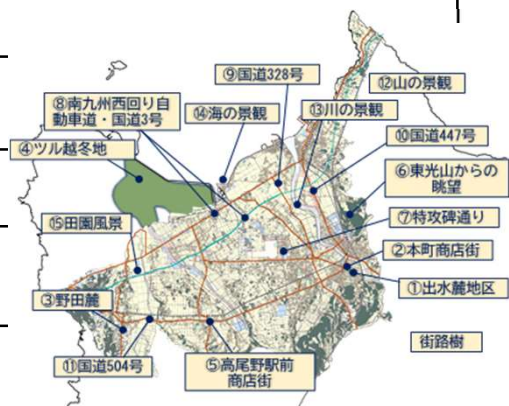 ⑨国道328号
⑫山の景観
⑧南九州西回り自
動車道・国道3号
⑭海の景観
⑬川の景観
④ツル越冬地
⑩国道447号
⑥東光山からの
眺望
⑮田園風景
⑦特攻碑通り
②本町商店街
①出水麓地区
③野田麓
街路樹
⑪国道504号
⑤高尾野駅前
商店街